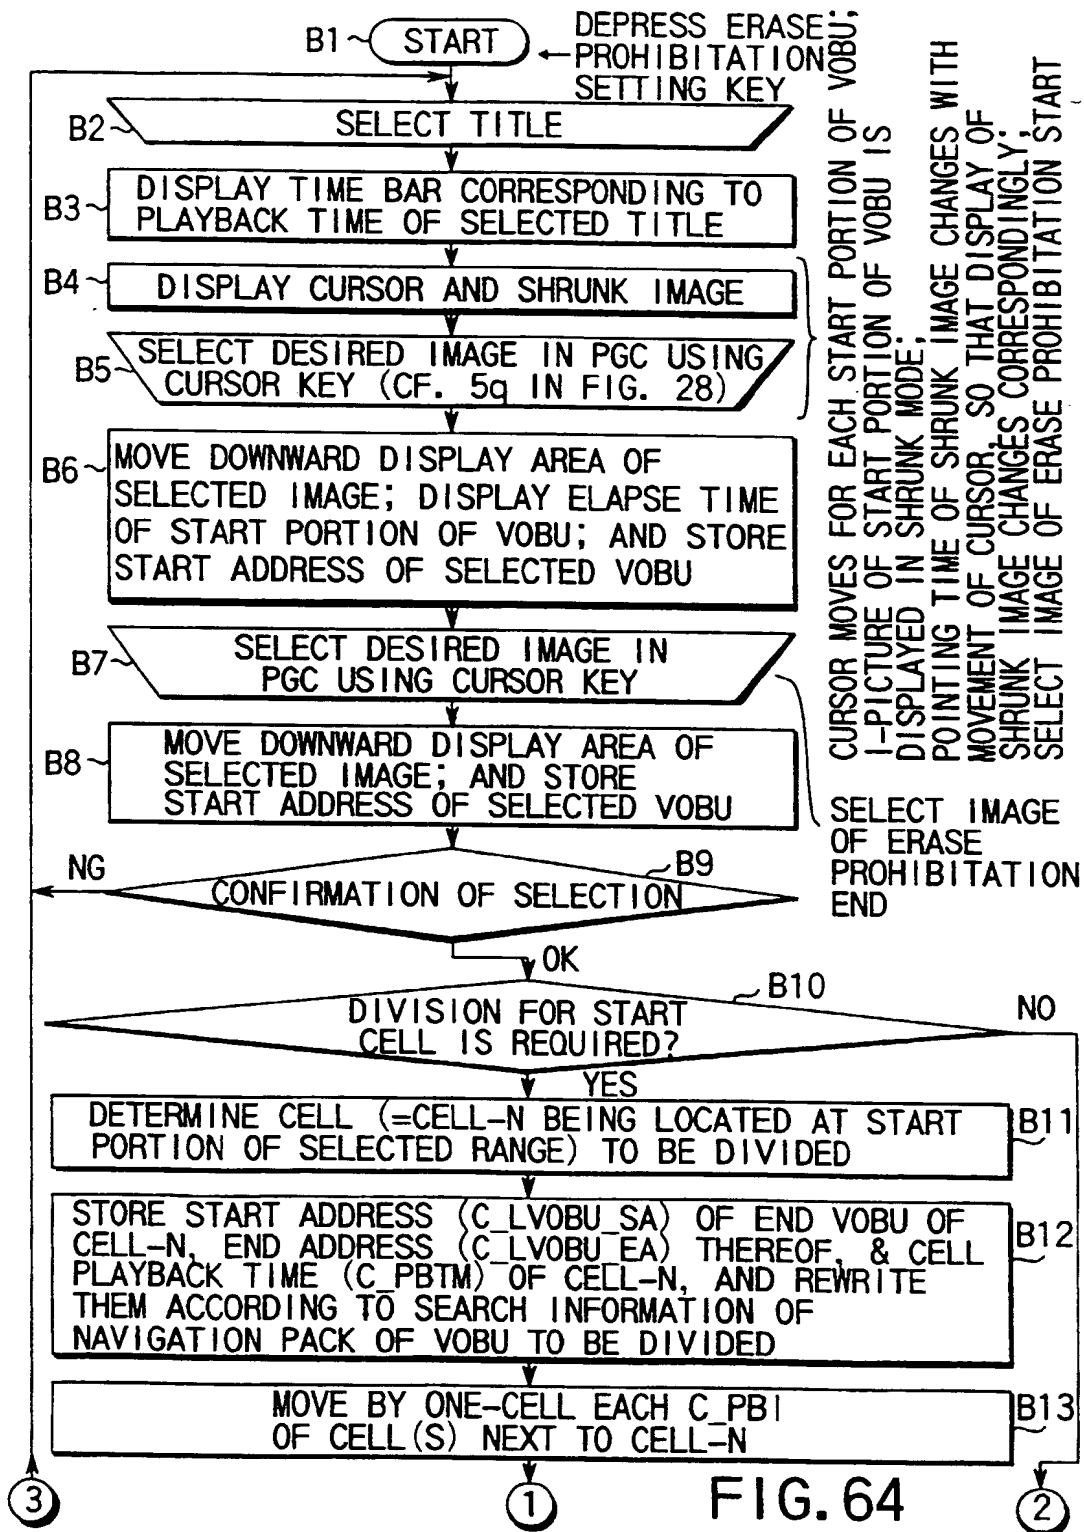 B1
START
DEPRESS ERASE
PROHIBITATION
SETTING KEY
B2
SELECT TITLE
B3
DISPLAY TIME BAR CORRESPONDING TO
PLAYBACK TIME OF SELECTED TITLE
B4
DISPLAY CURSOR AND SHRUNK IMAGE
B5
SELECT DESIRED IMAGE IN PGC USING
CURSOR KEY (CF. 5q IN FIG. 28)
CURSOR MOVES FOR EACH START PORTION OF VOBU;
I-PICTURE OF START PORTION OF VOBU IS
DISPLAYED IN SHRUNK MODE;
POINTING TIME OF SHRUNK IMAGE CHANGES WITH
MOVEMENT OF CURSOR, SO THAT DISPLAY OF
SHRUNK IMAGE CHANGES CORRESPONDINGLY;
SELECT IMAGE OF ERASE PROHIBITATION START
B6
MOVE DOWNWARD DISPLAY AREA OF
SELECTED IMAGE; DISPLAY ELAPSE TIME
OF START PORTION OF VOBU; AND STORE
START ADDRESS OF SELECTED VOBU
B7
SELECT DESIRED IMAGE IN
PGC USING CURSOR KEY
B8
MOVE DOWNWARD DISPLAY AREA OF
SELECTED IMAGE; AND STORE
START ADDRESS OF SELECTED VOBU
SELECT IMAGE
OF ERASE
PROHIBITATION
END
B9
NG
CONFIRMATION OF SELECTION
OK
B10
DIVISION FOR START
CELL IS REQUIRED?
NO
YES
DETERMINE CELL (=CELL-N BEING LOCATED AT START
PORTION OF SELECTED RANGE) TO BE DIVIDED
B11
STORE START ADDRESS (C_LVOBU_SA) OF END VOBU OF
CELL-N, END ADDRESS (C_LVOBU_EA) THEREOF, & CELL
PLAYBACK TIME (C_PBTM) OF CELL-N, AND REWRITE
THEM ACCORDING TO SEARCH INFORMATION OF
NAVIGATION PACK OF VOBU TO BE DIVIDED
B12
MOVE BY ONE-CELL EACH C_PBI
OF CELL(S) NEXT TO CELL-N
B13
3
1
FIG. 64
2